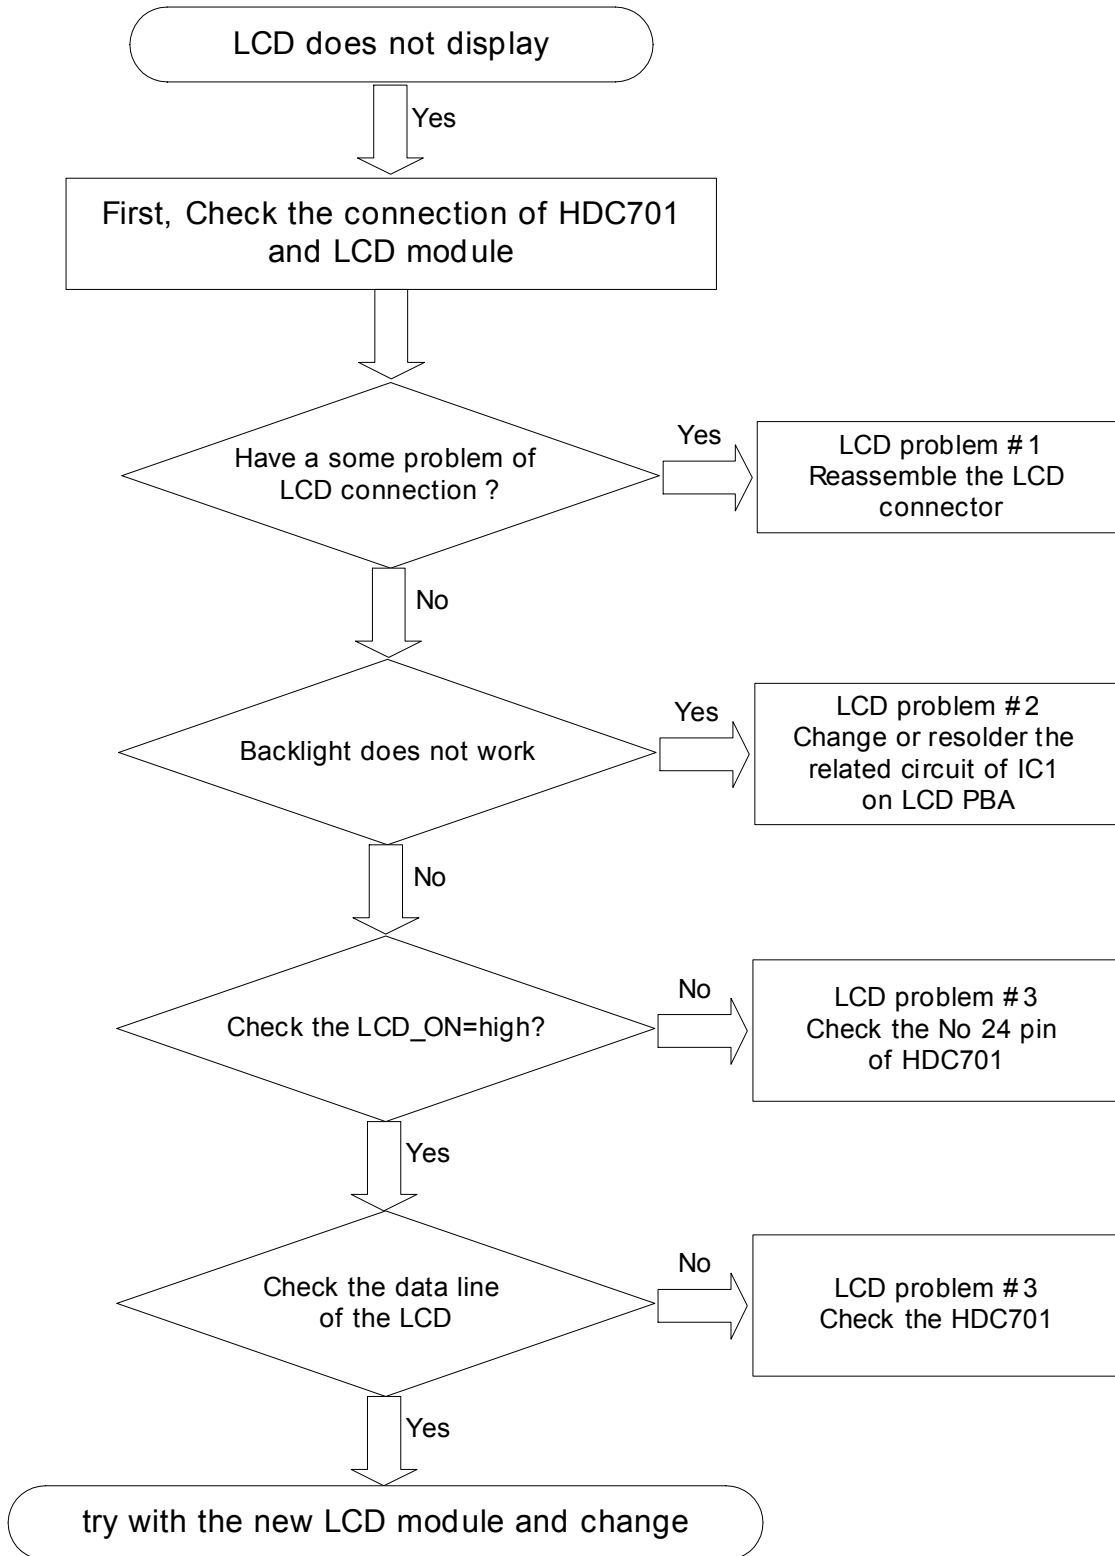 LCD does not display
Yes
First, Check the connection of HDC701
and LCD module
Have a some problem of
LCD connection ?
Yes
LCD problem #1
Reassemble the LCD
connector
No
Backlight does not work
Yes
LCD problem #2
Change or resolder the
related circuit of IC1
on LCD PBA
No
Check the LCD_ON=high?
No
LCD problem #3
Check the No 24 pin
of HDC701
Yes
Check the data line
of the LCD
No
LCD problem #3
Check the HDC701
Yes
try with the new LCD module and change